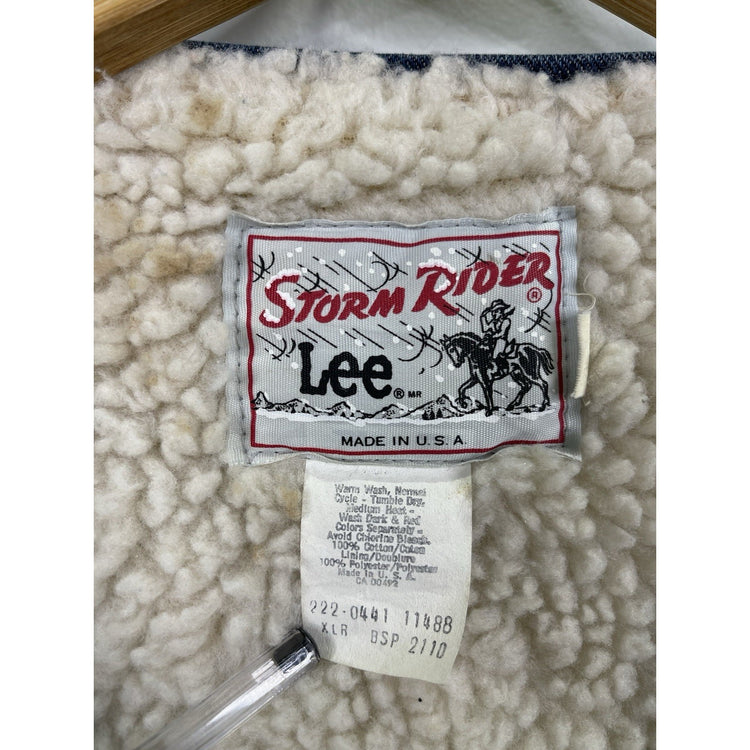 STORM RIDER ®
Lee ® MR
MADE IN U.S.A.
Warm Wash, Normal
Cycle - Tumble Dry,
Medium Heat -
Wash Dark & Red
Colors Separately -
Avoid Chlorine Bleach.
100% Cotton/Coton
Lining/Doublure
100% Polyester/Polyester
Made in U. S. A.
CA 00492
222-0441 11488
XLR BSP 2110